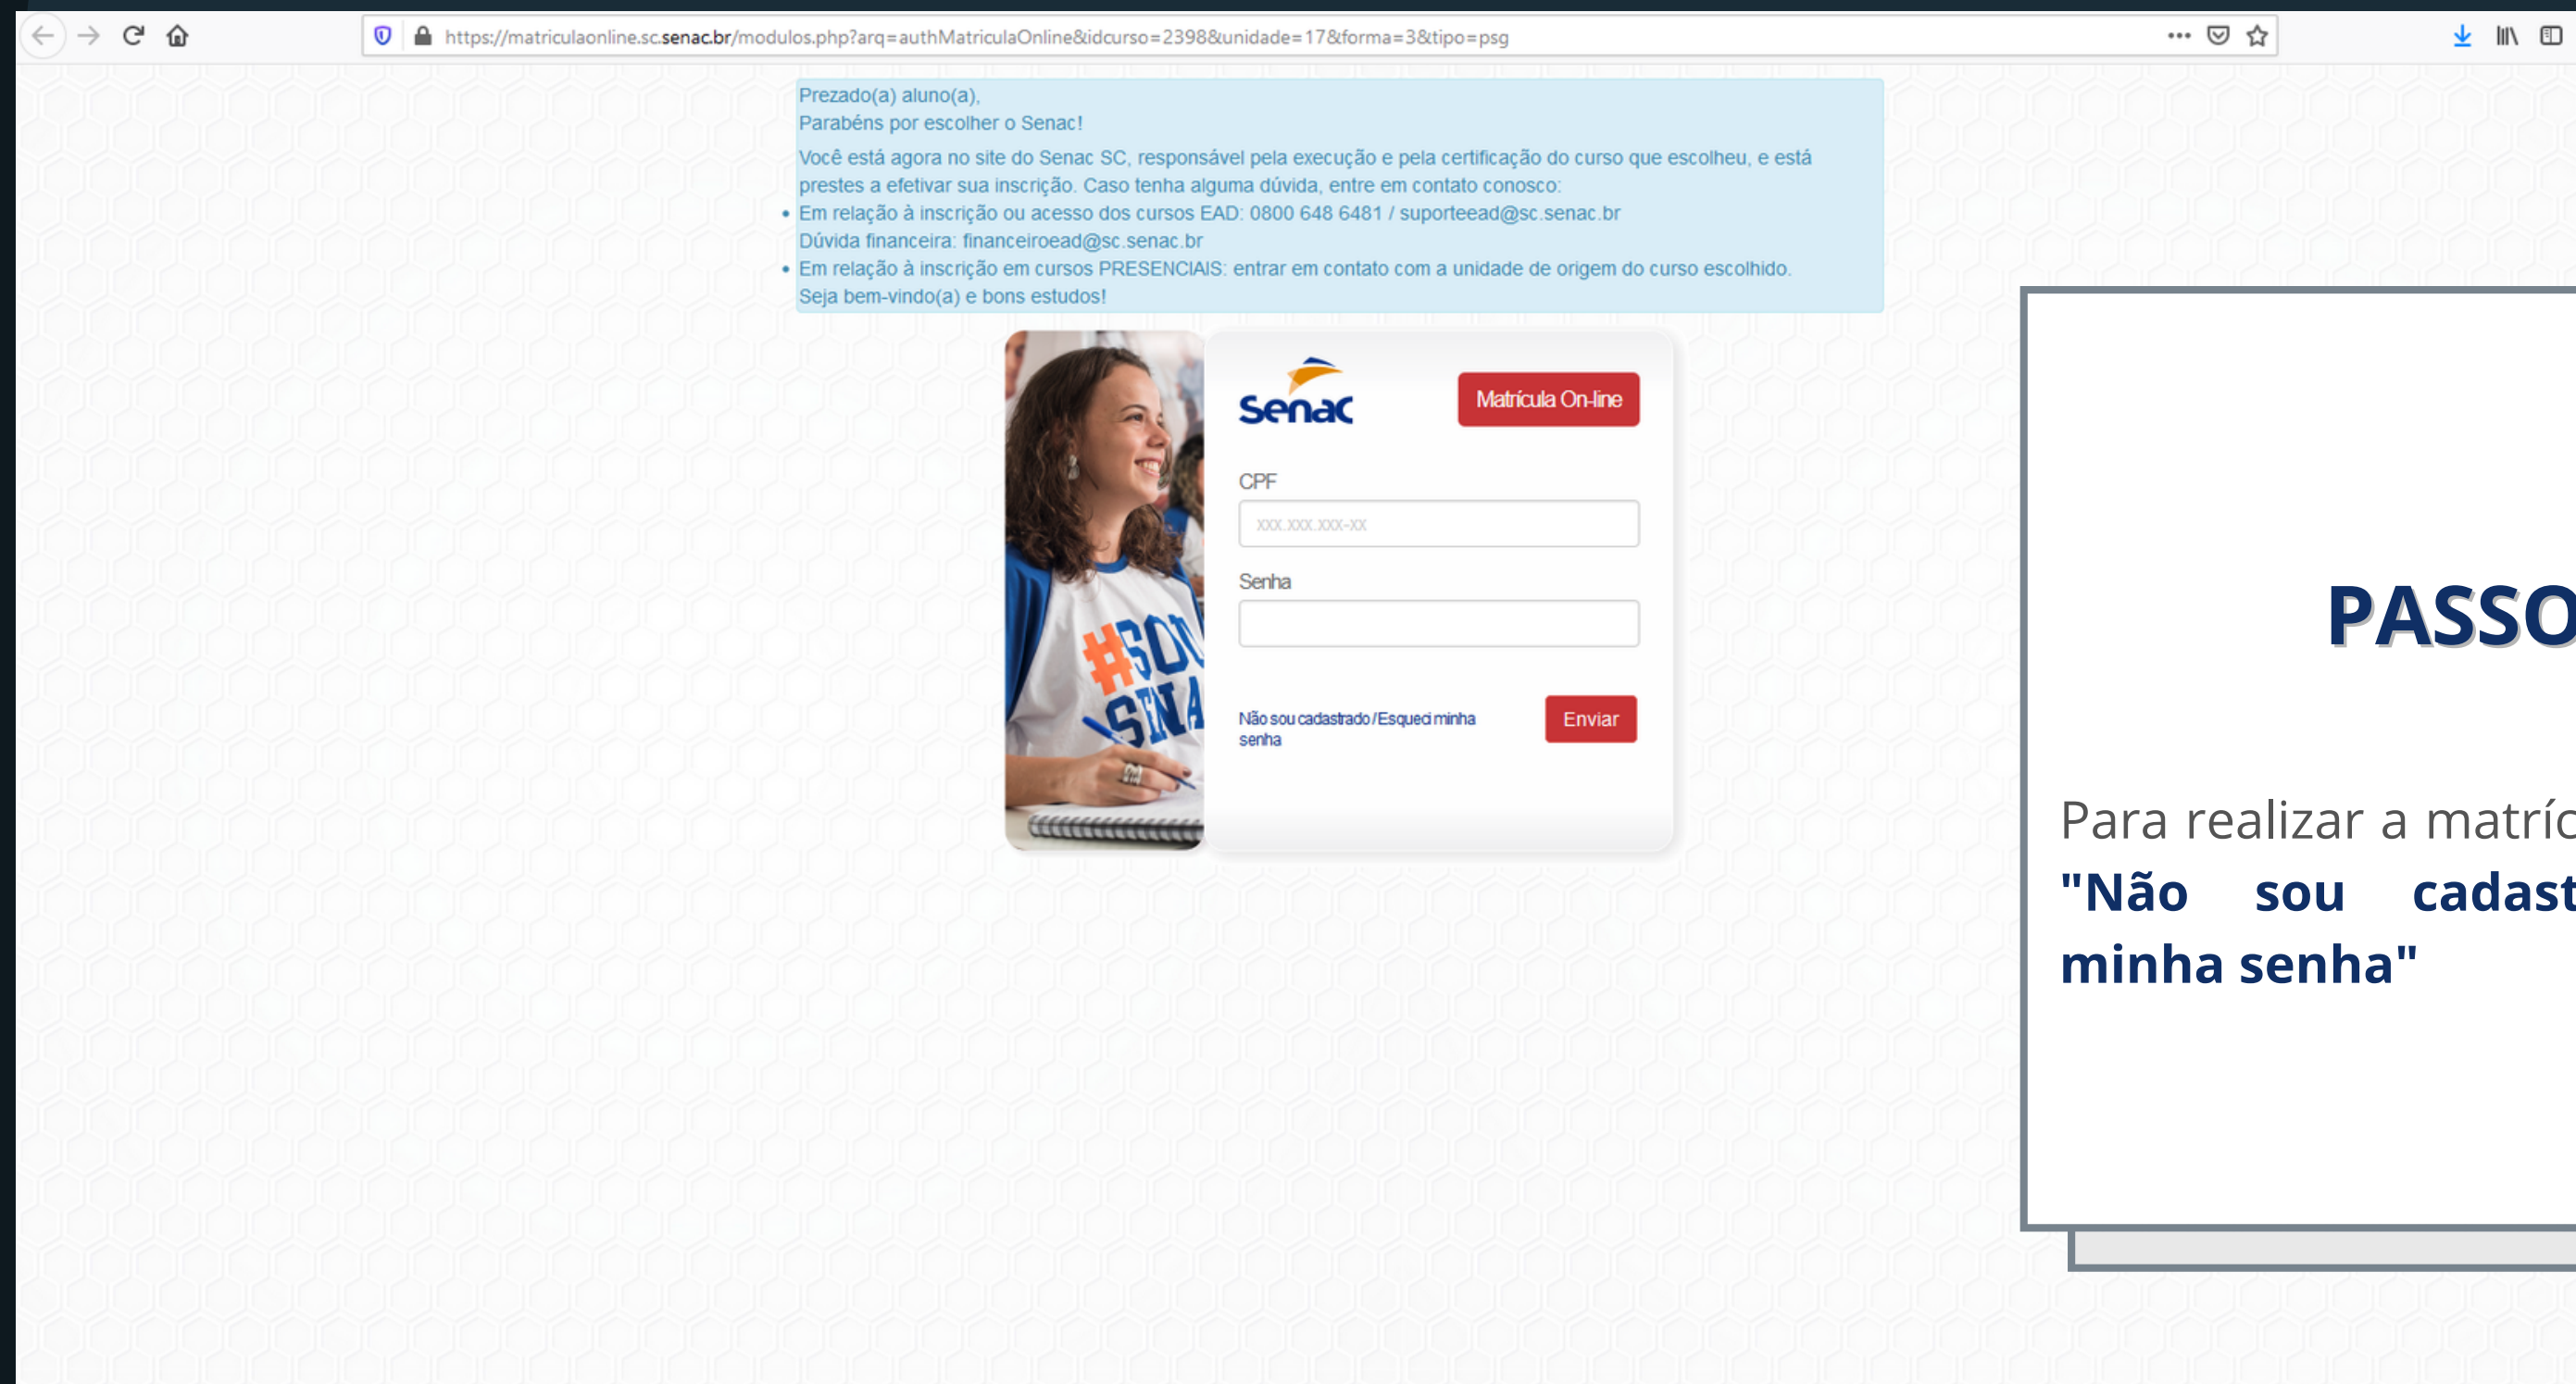 https://matriculaonline.sc.senac.br/modulos.php?arq=authMatriculaOnline&idcurso=2398&unidade=17&forma=3&tipo=psg
Prezado(a) aluno(a),
Parabéns por escolher o Senac!
Você está agora no site do Senac SC, responsável pela execução e pela certificação do curso que escolheu, e está
prestes a efetivar sua inscrição. Caso tenha alguma dúvida, entre em contato conosco:
• Em relação à inscrição ou acesso dos cursos EAD: 0800 648 6481 / suporteead@sc.senac.br
Dúvida financeira: financeiroead@sc.senac.br
• Em relação à inscrição em cursos PRESENCIAIS: entrar em contato com a unidade de origem do curso escolhido.
Seja bem-vindo(a) e bons estudos!
Senac
Matrícula On-line
CPF
xxx.xxx.xxx-xx
Senha
#SOU
SENA
Não sou cadastrado / Esqueci minha
senha
Enviar
PASSO
Para realizar a matríc
"Não sou cadast
minha senha"